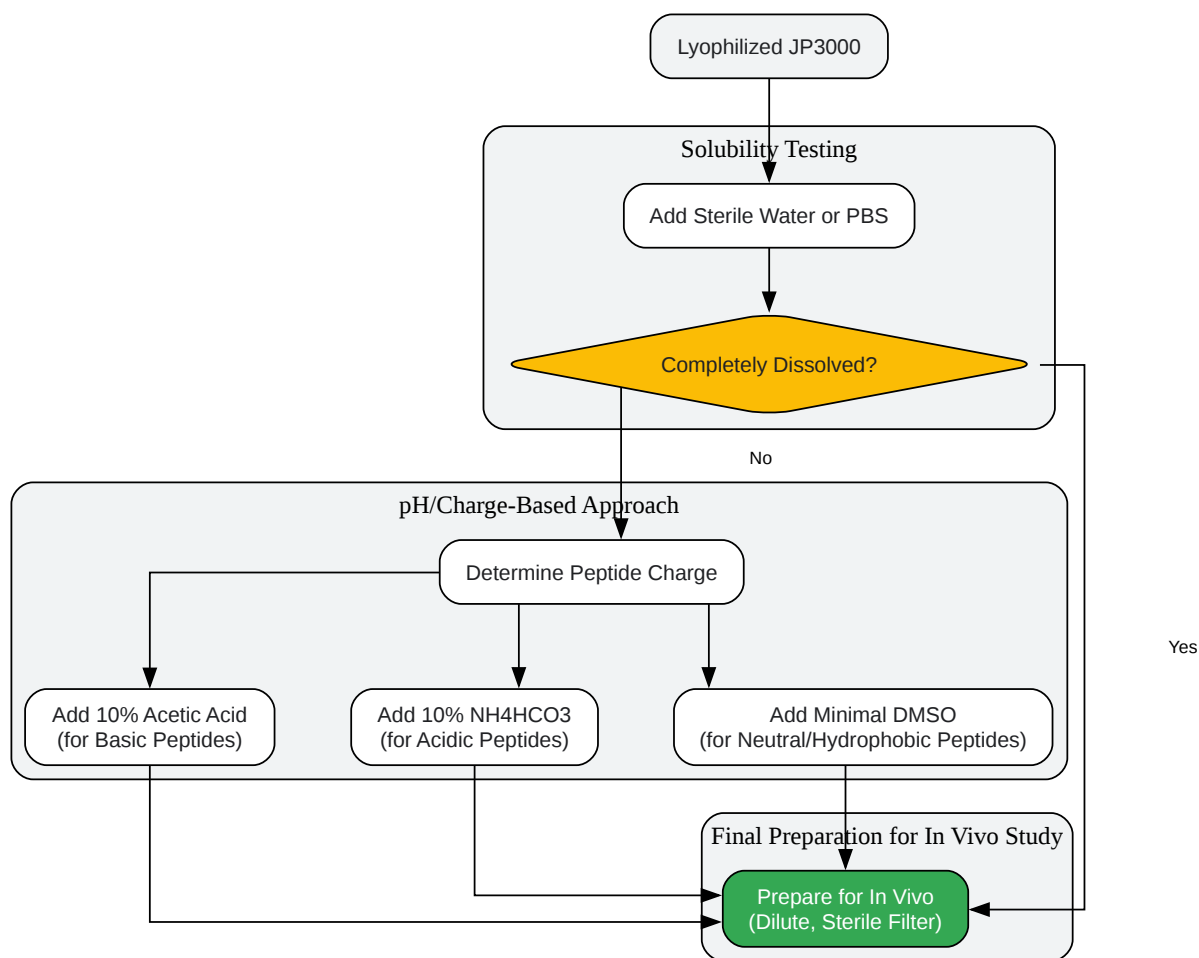 Lyophilized JP3000
Solubility Testing
Add Sterile Water or PBS
Completely Dissolved?
No
pH/Charge-Based Approach
Determine Peptide Charge
Yes
Add 10% Acetic Acid
(for Basic Peptides)
Add 10% NH4HCO3
(for Acidic Peptides)
Add Minimal DMSO
(for Neutral/Hydrophobic Peptides)
Final Preparation for In Vivo Study
Prepare for In Vivo
(Dilute, Sterile Filter)